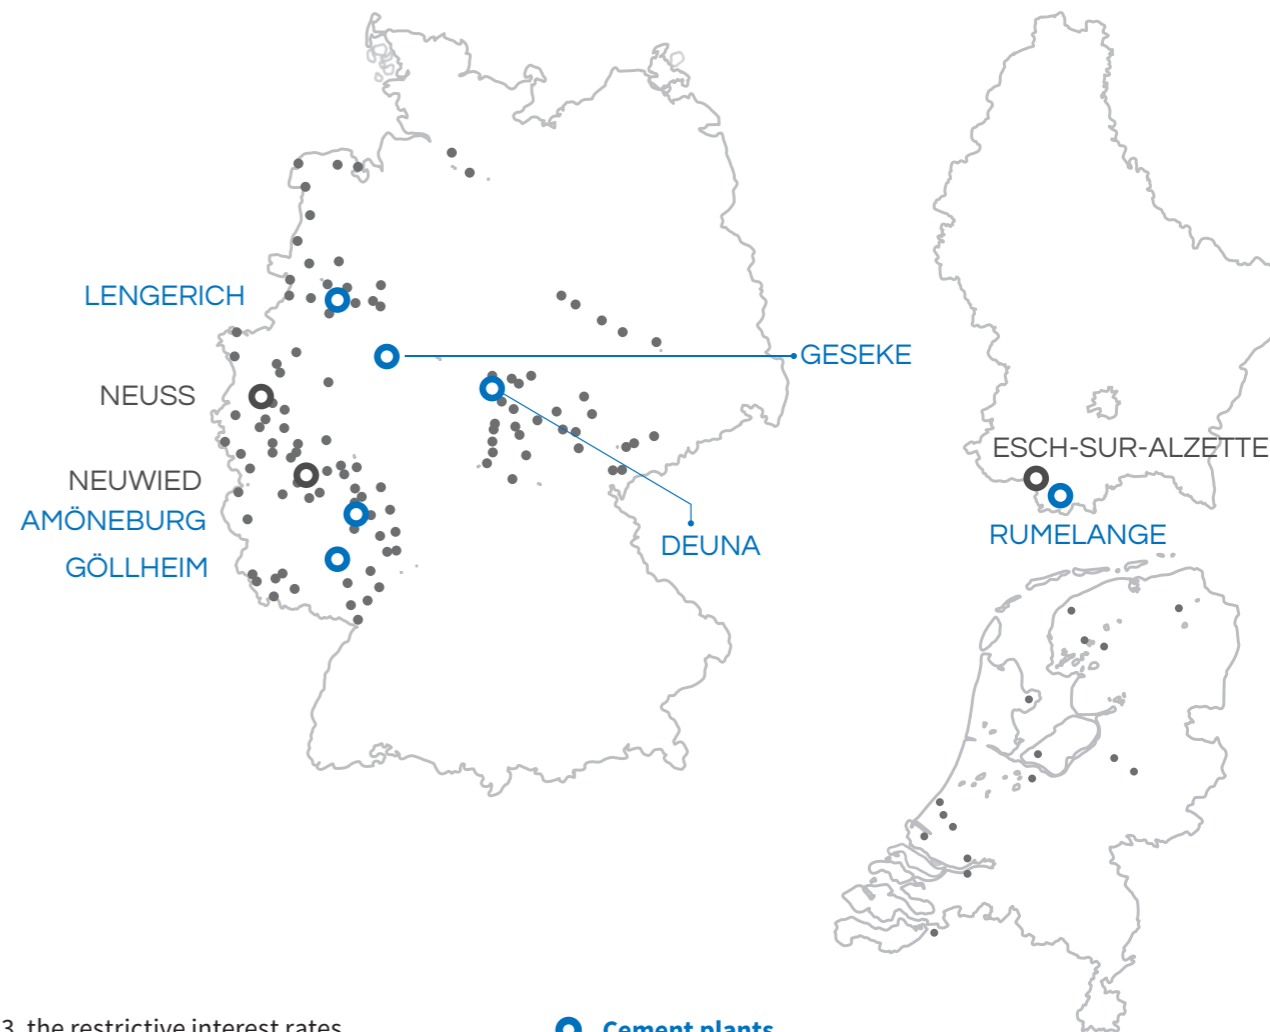 LENGERICH
GESEKE
NEUSS
ESCH-SUR-ALZETTE
NEUWIED
AMÖNEBURG
RUMELANGE
DEUNA
GÖLLHEIM
3, the restrictive interest rates
Cement plants